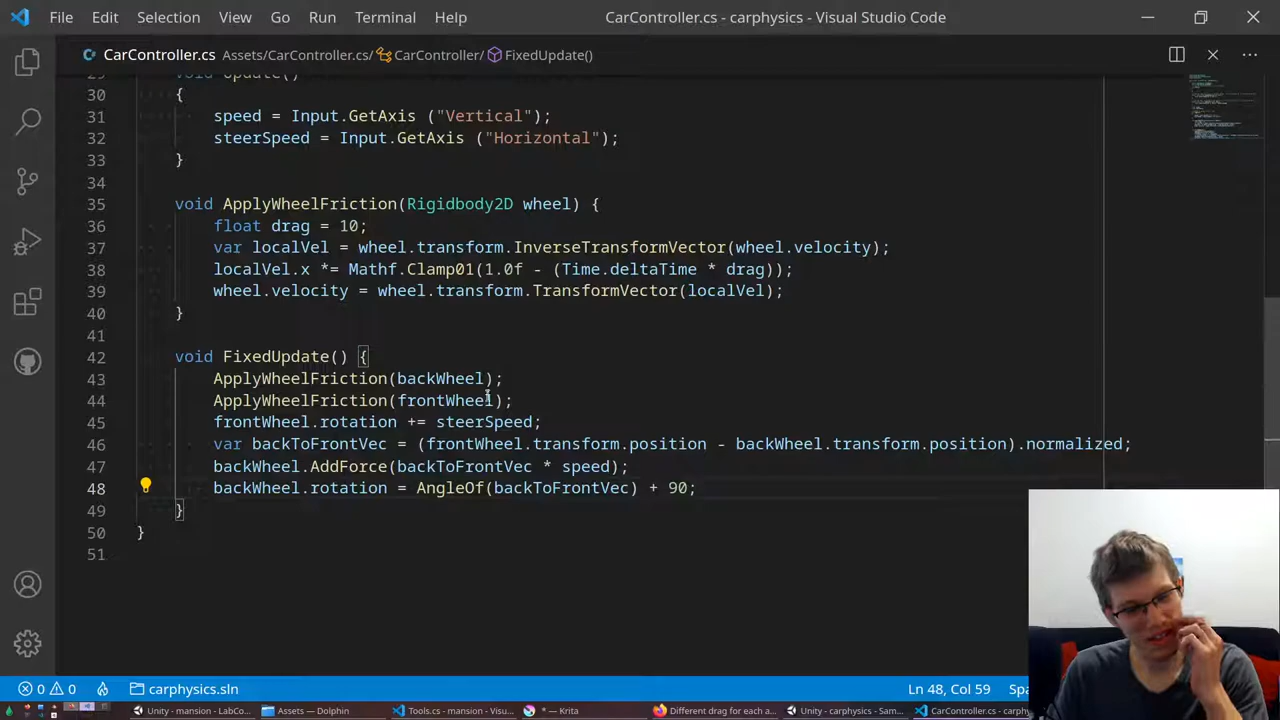 File Edit Selection View Go Run Terminal Help CarController.cs - carphysics - Visual Studio Code
CarController.cs Assets/CarController.cs/ CarController/ FixedUpdate()
29 void Update()
30 {
31 speed = Input.GetAxis ("Vertical");
32 steerSpeed = Input.GetAxis ("Horizontal");
33 }
34
35 void ApplyWheelFriction(Rigidbody2D wheel) {
36 float drag = 10;
37 var localVel = wheel.transform.InverseTransformVector(wheel.velocity);
38 localVel.x *= Mathf.Clamp01(1.0f - (Time.deltaTime * drag));
39 wheel.velocity = wheel.transform.TransformVector(localVel);
40 }
41
42 void FixedUpdate() {
43 ApplyWheelFriction(backWheel);
44 ApplyWheelFriction(frontWheel);
45 frontWheel.rotation += steerSpeed;
46 var backToFrontVec = (frontWheel.transform.position - backWheel.transform.position).normalized;
47 backWheel.AddForce(backToFrontVec * speed);
48 backWheel.rotation = AngleOf(backToFrontVec) + 90;
49 }
50 }
51
0 0 carphysics.sln Ln 48, Col 59 Spa
Unity - mansion - LabCo... Assets — Dolphin Tools.cs - mansion - Visu... * — Krita Different drag for each a... Unity - carphysics - Sam... CarController.cs - carphy...